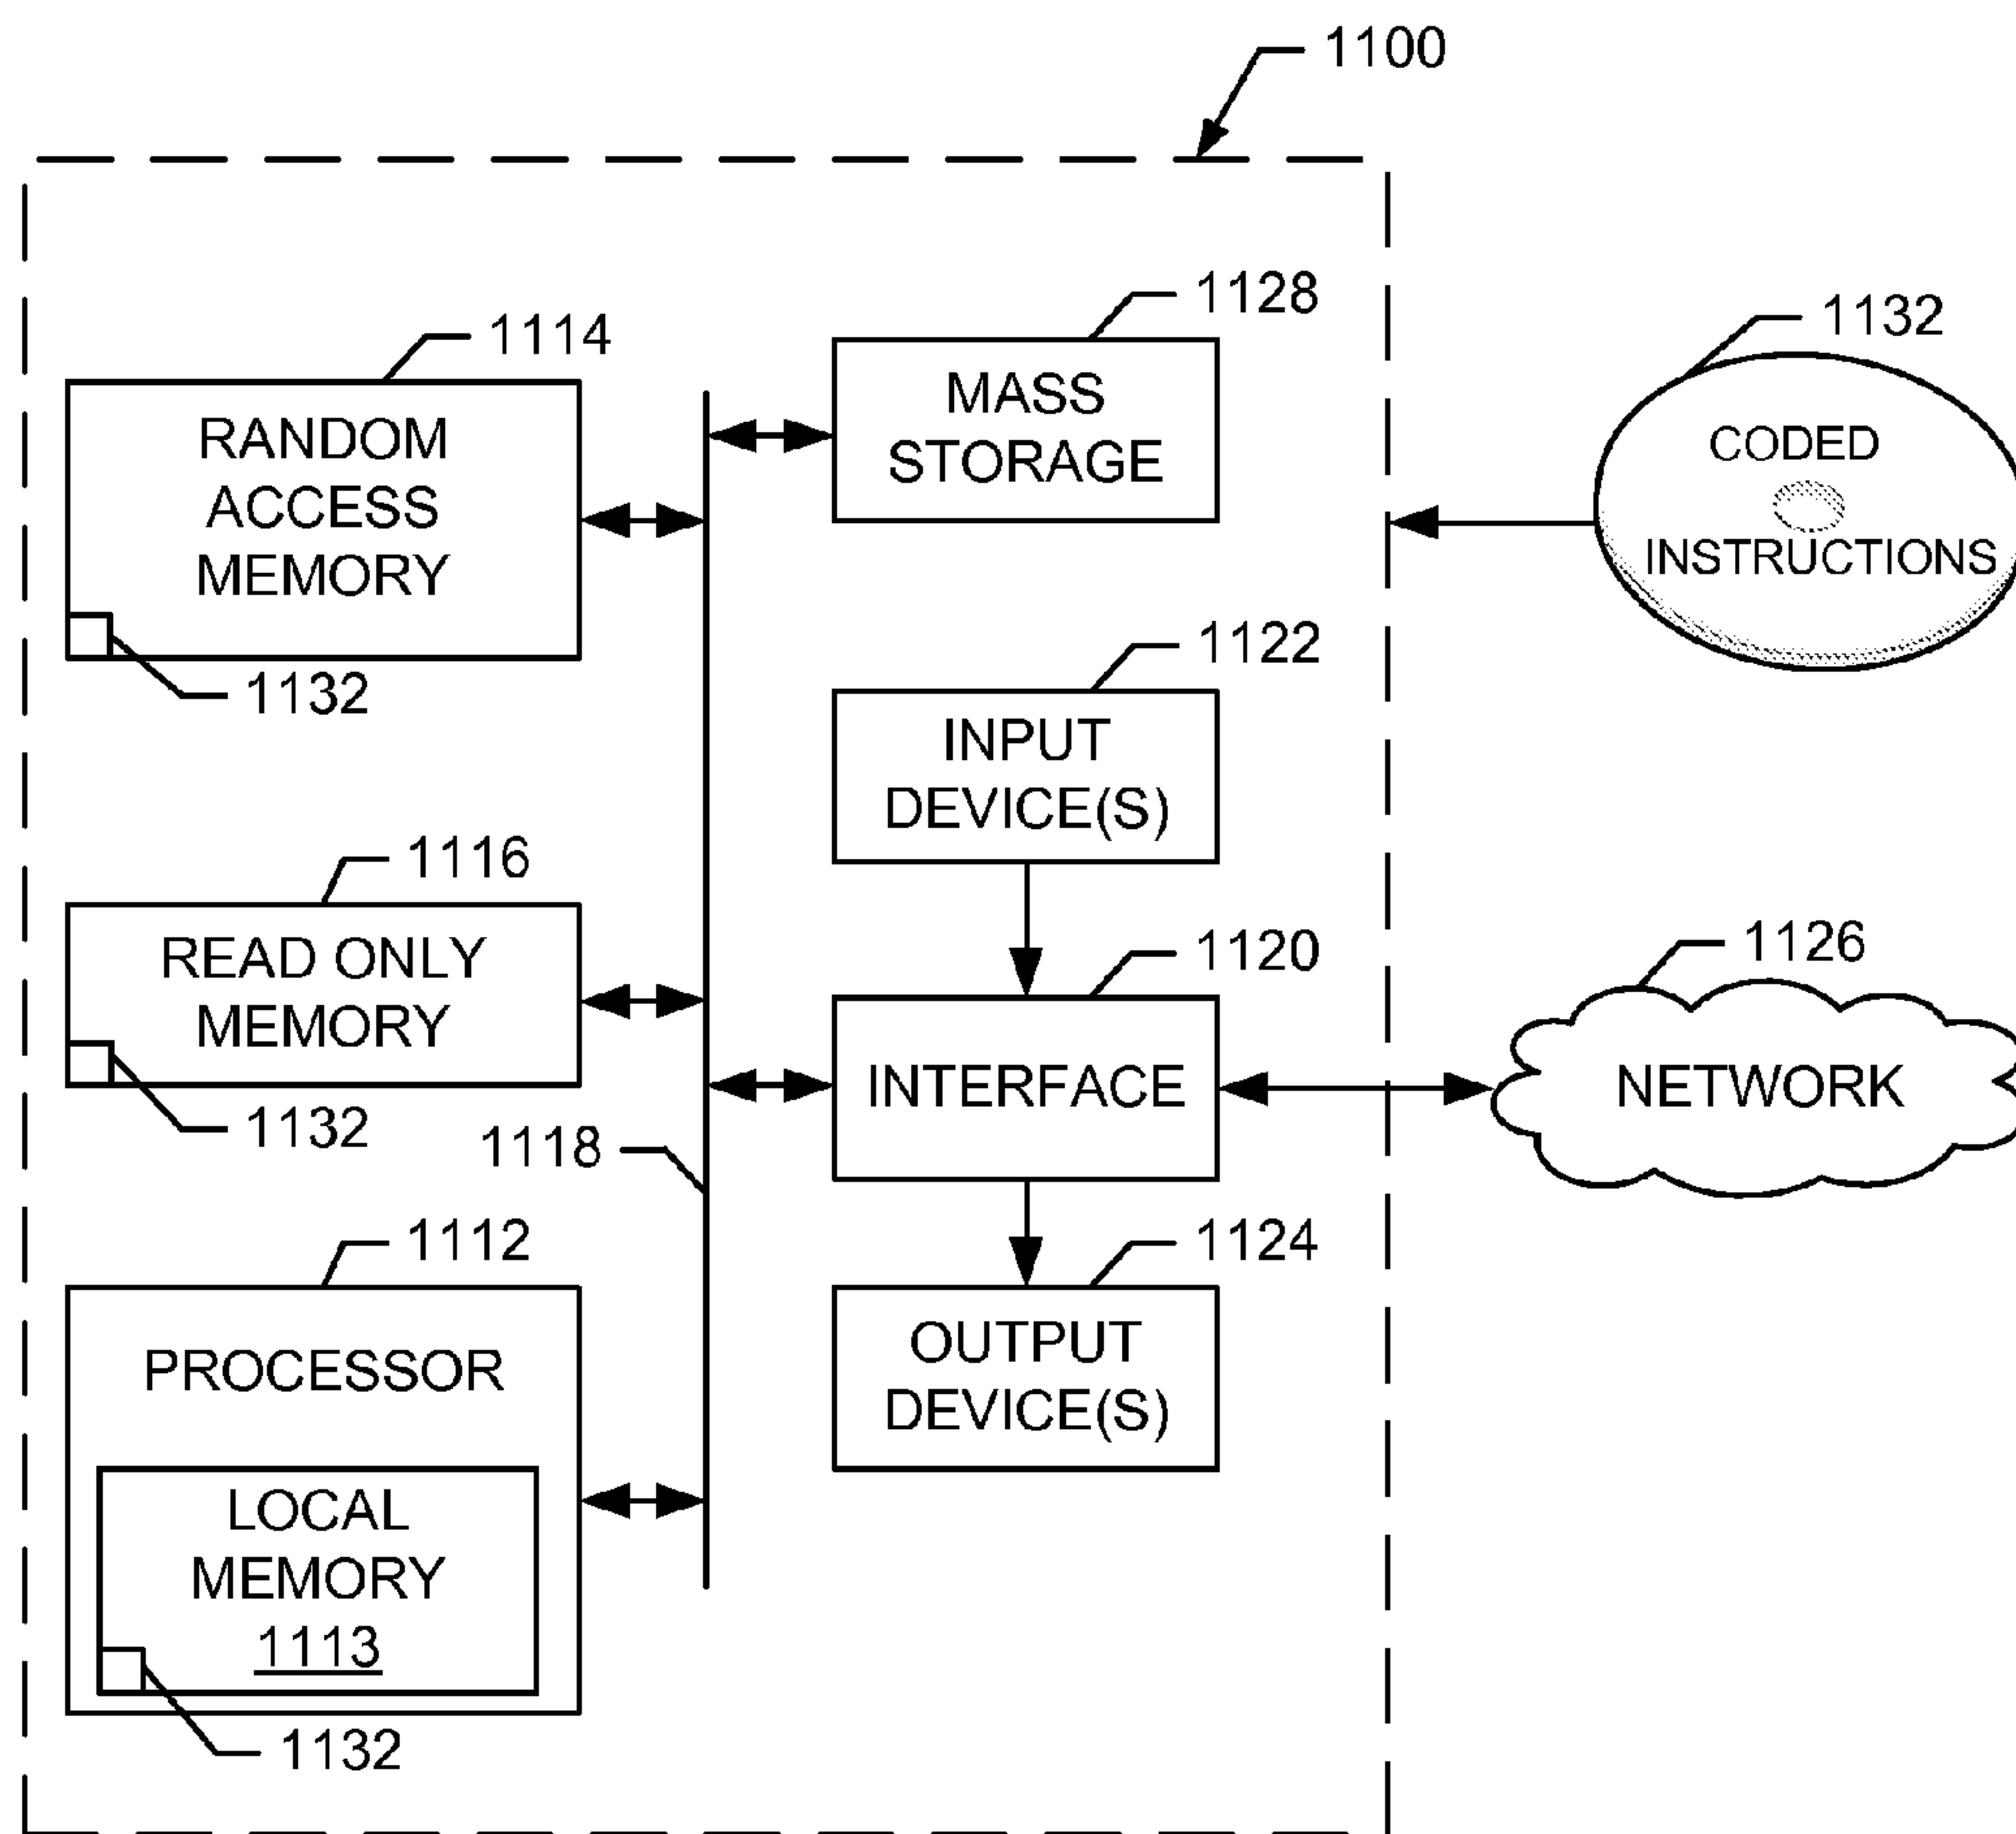 1100
1128
1114
1132
MASS
STORAGE
RANDOM
ACCESS
MEMORY
CODED
INSTRUCTIONS
1132
1122
INPUT
DEVICE(S)
1116
READ ONLY
MEMORY
1132
1120
1126
INTERFACE
NETWORK
1118
1112
1124
PROCESSOR
OUTPUT
DEVICE(S)
LOCAL
MEMORY
1113
1132